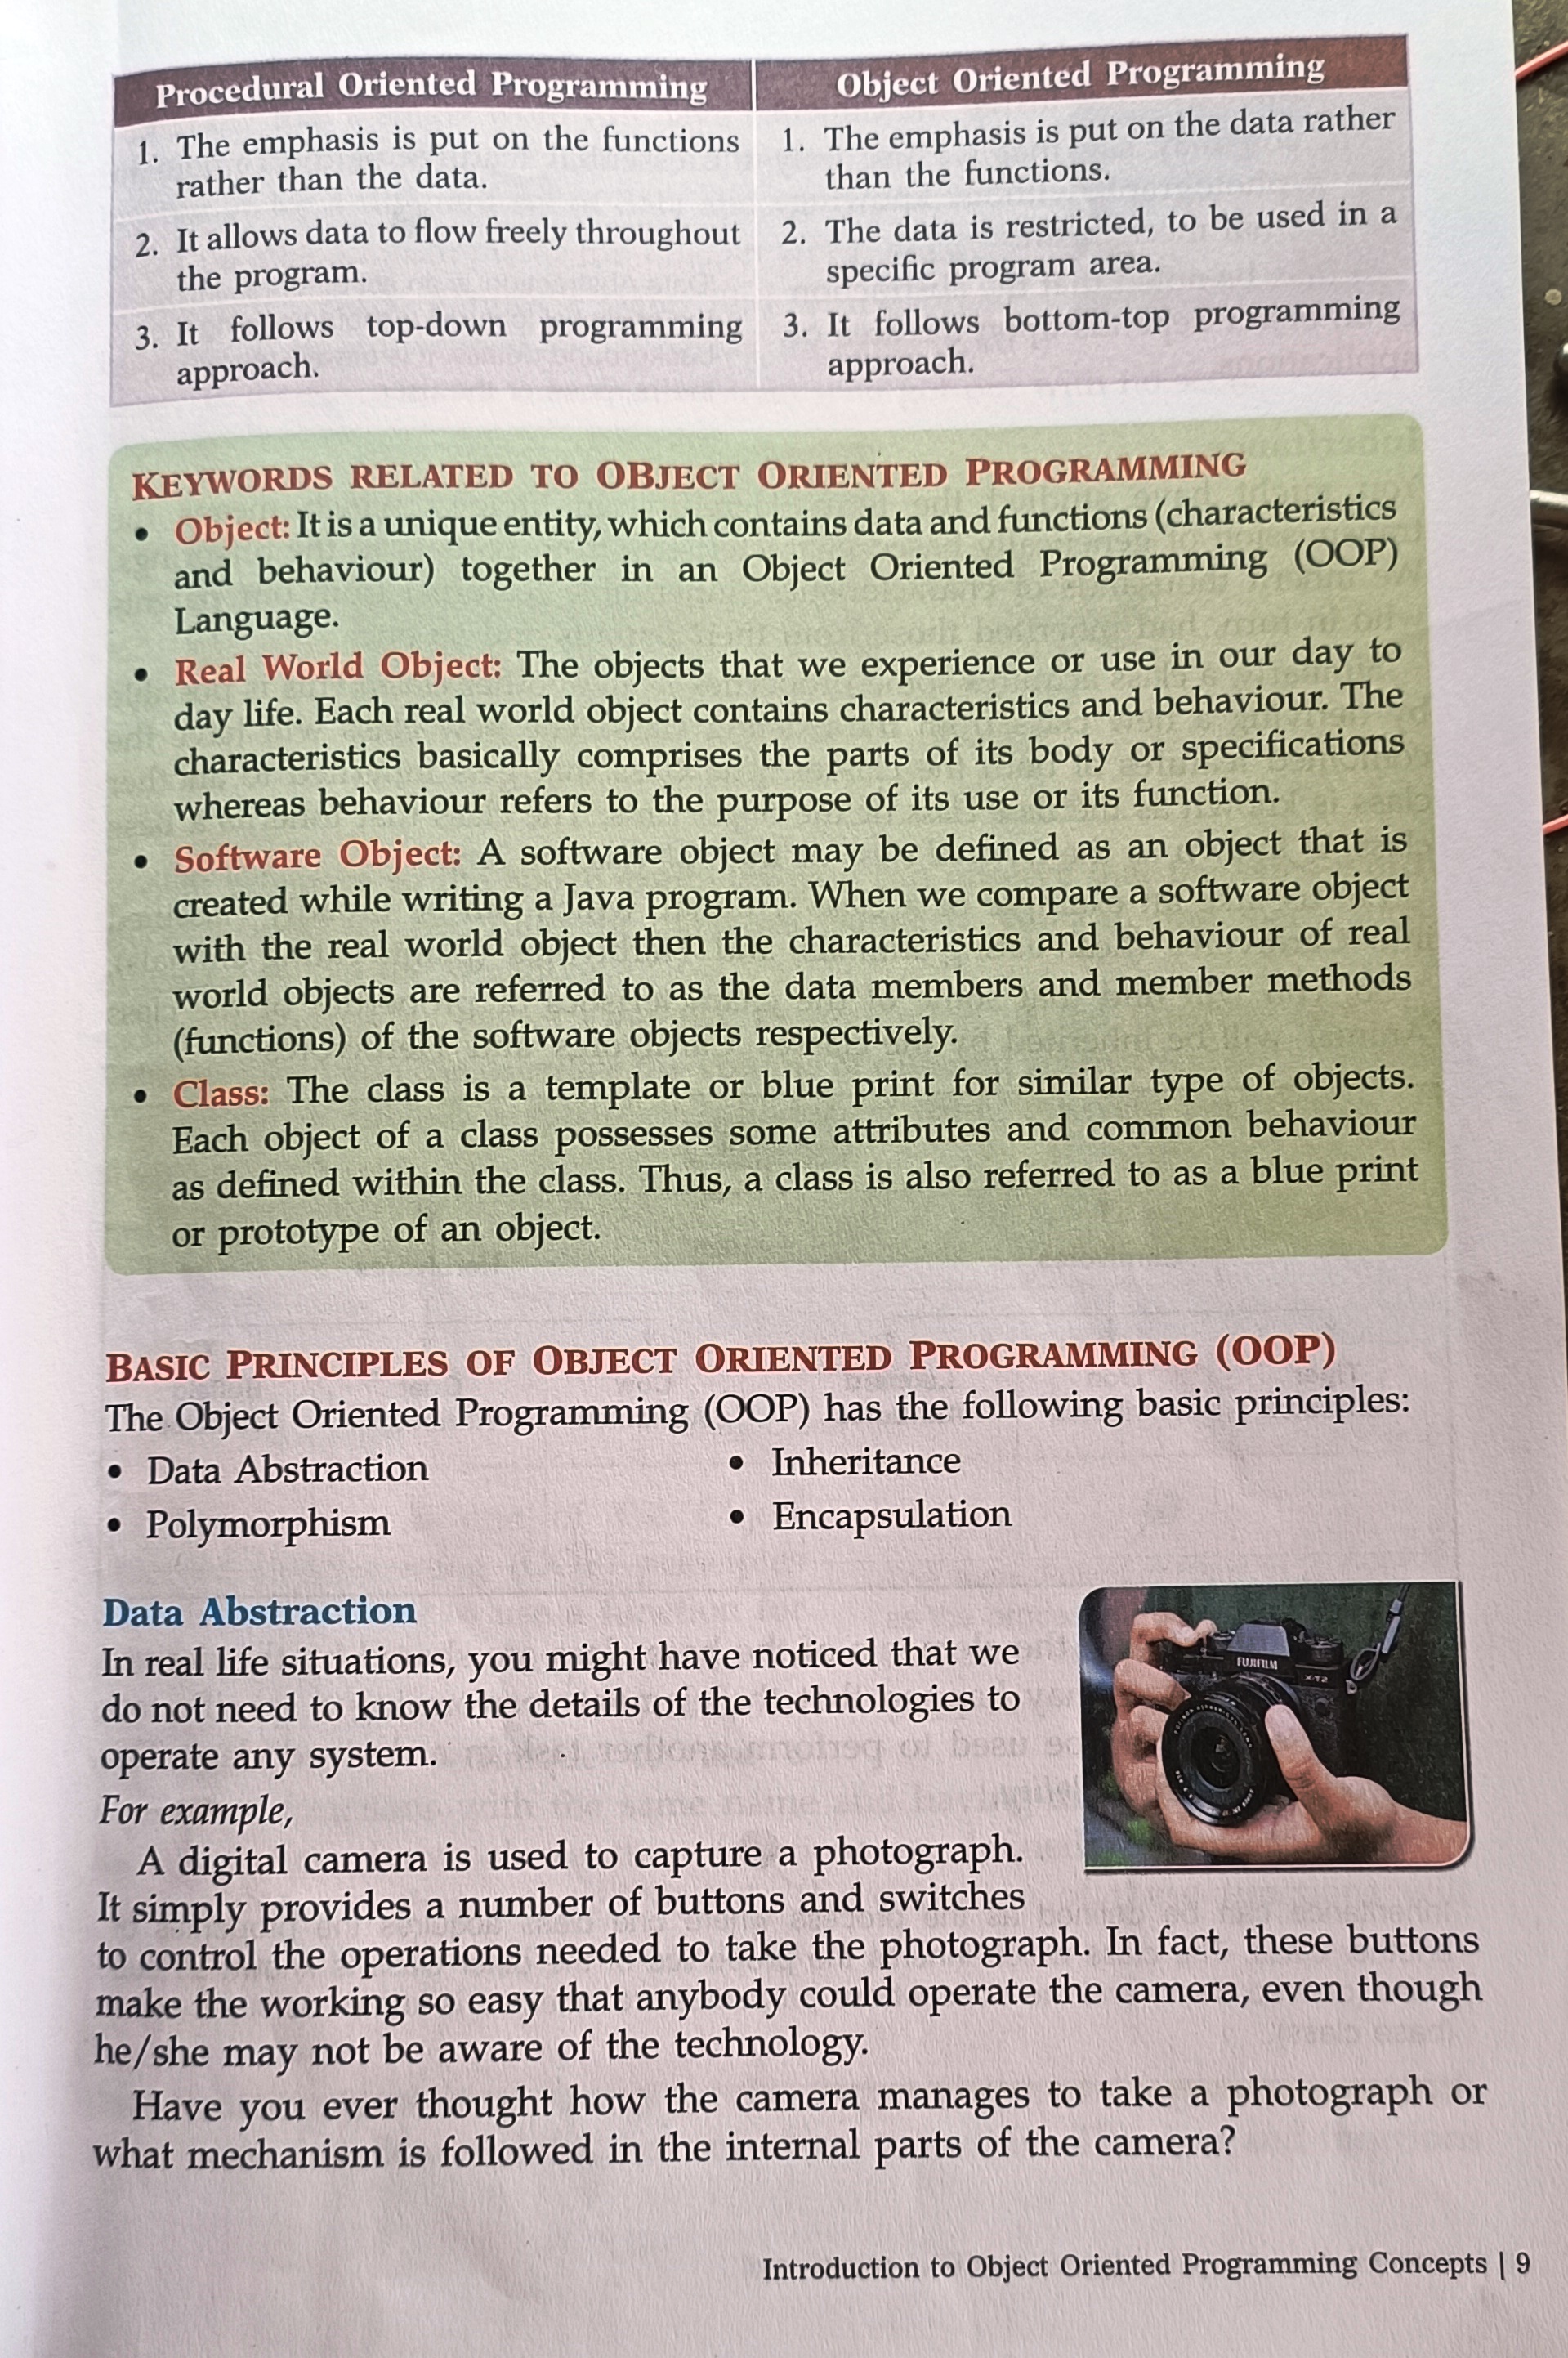 Procedural Oriented Programming
1. The emphasis is put on the functions
rather than the data.
2. It allows data to flow freely throughout
the program.
3. It follows top-down programming
approach.
Object Oriented Programming
1. The emphasis is put on the data rather
than the functions.
2. The data is restricted, to be used in a
specific program area.
3. It follows bottom-top programming
approach.
KEYWORDS RELATED TO OBJECT ORIENTED PROGRAMMING
• Object: It is a unique entity, which contains data and functions (characteristics
and behaviour) together in an Object Oriented Programming (OOP)
Language.
• Real World Object: The objects that we experience or use in our day to
day life. Each real world object contains characteristics and behaviour. The
characteristics basically comprises the parts of its body or specifications
whereas behaviour refers to the purpose of its use or its function.
• Software Object: A software object may be defined as an object that is
created while writing a Java program. When we compare a software object
with the real world object then the characteristics and behaviour of real
world objects are referred to as the data members and member methods
(functions) of the software objects respectively.
• Class: The class is a template or blue print for similar type of objects.
Each object of a class possesses some attributes and common behaviour
as defined within the class. Thus, a class is also referred to as a blue print
or prototype of an object.
BASIC PRINCIPLES OF OBJECT ORIENTED PROGRAMMING (OOP)
The Object Oriented Programming (OOP) has the following basic principles:
• Data Abstraction
• Inheritance
• Polymorphism
• Encapsulation
Data Abstraction
In real life situations, you might have noticed that we
do not need to know the details of the technologies to
operate any system.
For example,
A digital camera is used to capture a photograph.
It simply provides a number of buttons and switches
to control the operations needed to take the photograph. In fact, these buttons
make the working so easy that anybody could operate the camera, even though
he/she may not be aware of the technology.
Have you ever thought how the camera manages to take a photograph or
what mechanism is followed in the internal parts of the camera?
FUJIFILM
X-T2
Introduction to Object Oriented Programming Concepts | 9